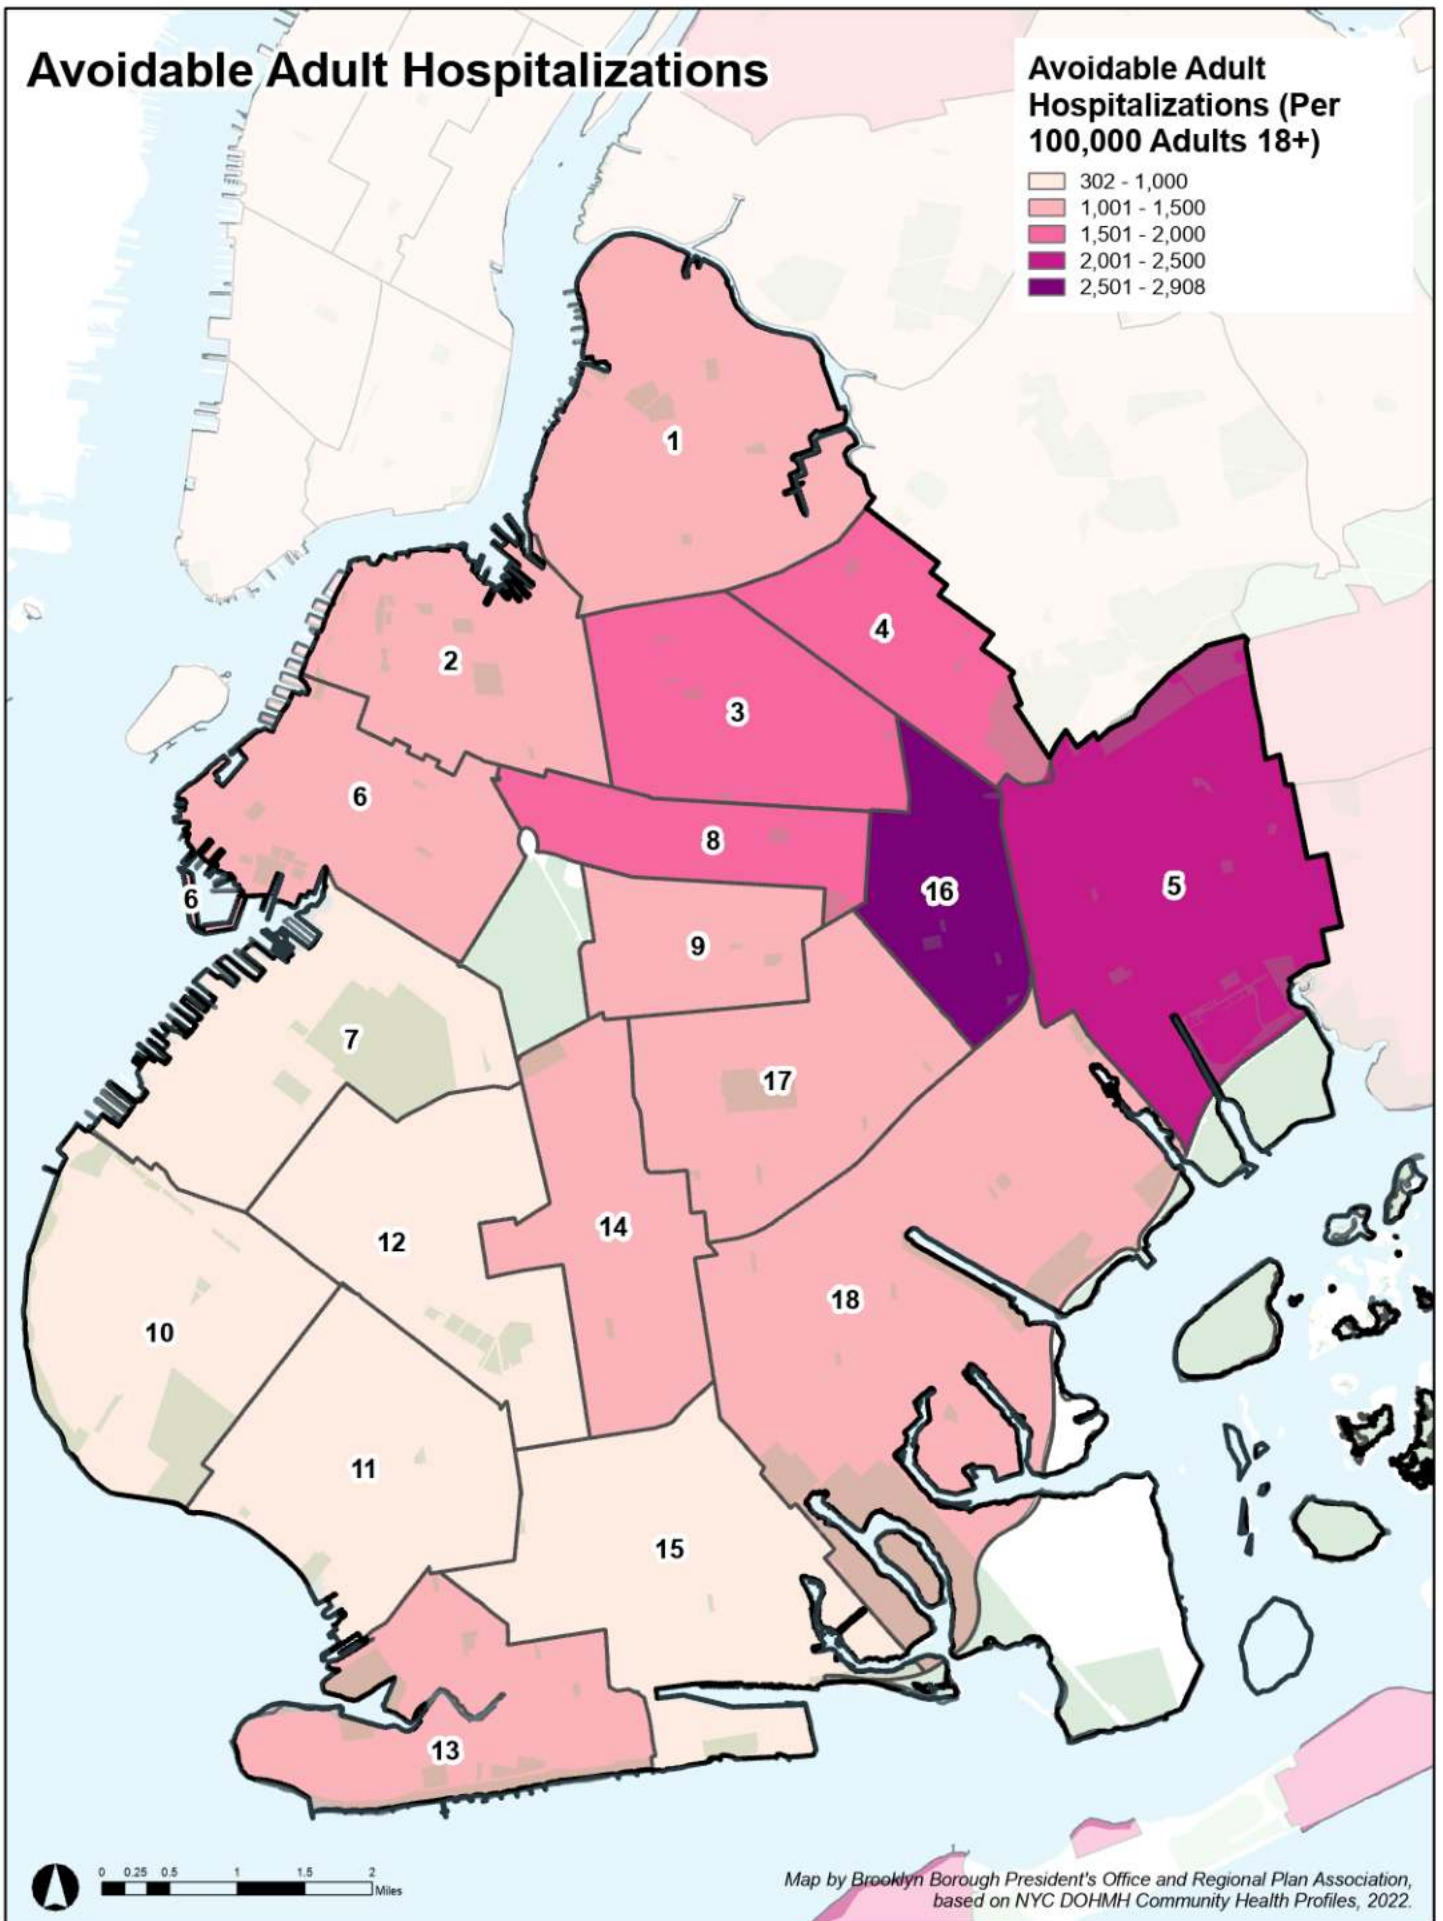 Avoidable Adult Hospitalizations
Avoidable Adult
Hospitalizations (Per
100,000 Adults 18+)
302 - 1,000
1,001 - 1,500
1,501 - 2,000
2,001 - 2,500
2,501 - 2,908
1
4
2
3
6
8
5
16
6
9
7
17
14
12
18
10
11
15
13
0 0.25 0.5 1 1.5 2
Miles
Map by Brooklyn Borough President's Office and Regional Plan Association,
based on NYC DOHMH Community Health Profiles, 2022.